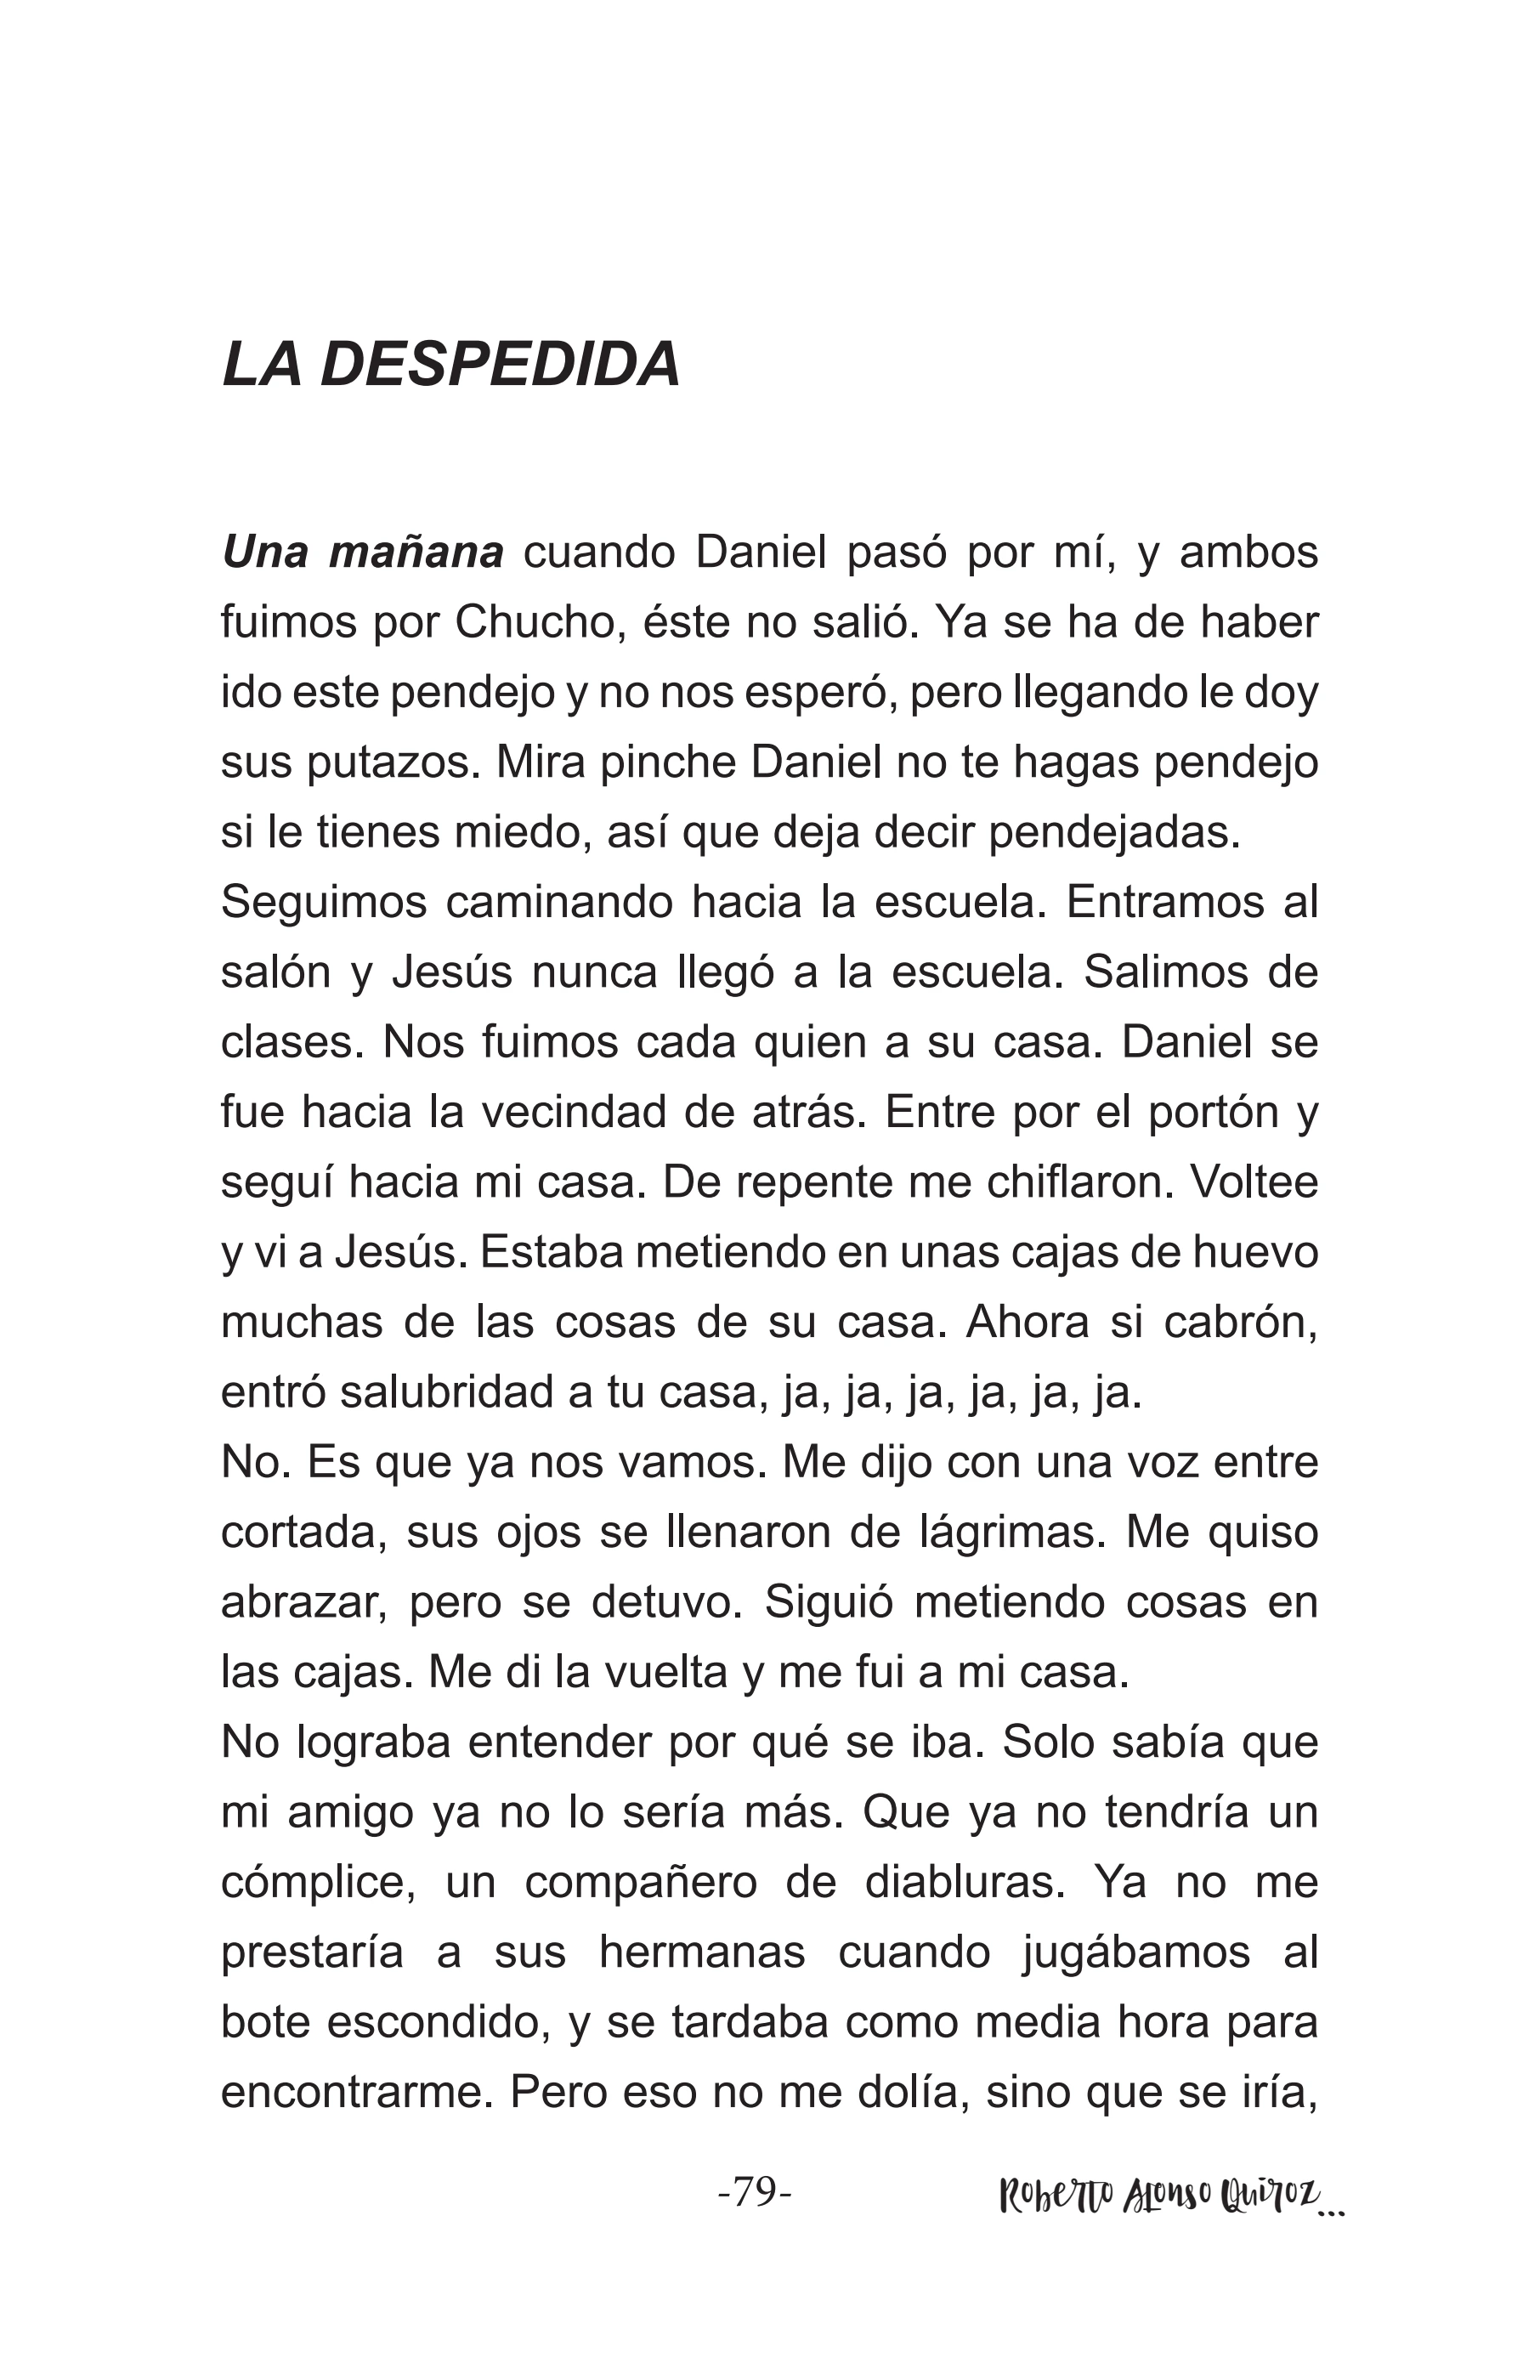 LA DESPEDIDA
Una mañana cuando Daniel pasó por mí, y ambos
fuimos por Chucho, éste no salió. Ya se ha de haber
ido este pendejo y no nos esperó, pero llegando le doy
sus putazos. Mira pinche Daniel no te hagas pendejo
si le tienes miedo, así que deja decir pendejadas.
Seguimos caminando hacia la escuela. Entramos al
salón y Jesús nunca llegó a la escuela. Salimos de
clases. Nos fuimos cada quien a su casa. Daniel se
fue hacia la vecindad de atrás. Entre por el portón y
seguí hacia mi casa. De repente me chiflaron. Voltee
y vi a Jesús. Estaba metiendo en unas cajas de huevo
muchas de las cosas de su casa. Ahora si cabrón,
entró salubridad a tu casa, ja, ja, ja, ja, ja, ja.
No. Es que ya nos vamos. Me dijo con una voz entre
cortada, sus ojos se llenaron de lágrimas. Me quiso
abrazar, pero se detuvo. Siguió metiendo cosas en
las cajas. Me di la vuelta y me fui a mi casa.
No lograba entender por qué se iba. Solo sabía que
mi amigo ya no lo sería más. Que ya no tendría un
cómplice, un compañero de diabluras. Ya no me
prestaría a sus hermanas cuando jugábamos al
bote escondido, y se tardaba como media hora para
encontrarme. Pero eso no me dolía, sino que se iría,
-79- Roberto Alonso Quiroz...